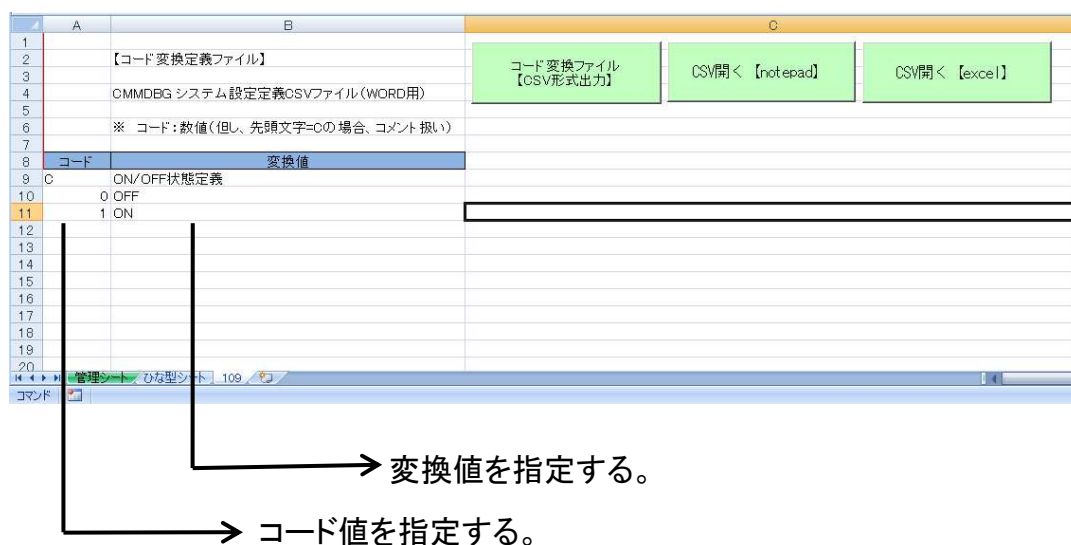 A B C
1
2 【コード変換定義ファイル】
3
4 CMMDBG システム設定定義CSVファイル(WORD用)
5
6 ※ コード:数値(但し、先頭文字=Cの場合、コメント扱い)
7
コード変換ファイル
【CSV形式出力】
CSV開く 【notepad】
CSV開く 【excel】
8 コード 変換値
9 C ON/OFF状態定義
10 0 OFF
11 1 ON
12
13
14
15
16
17
18
19
20
管理シート ひな型シート 109
コマンド
変換値を指定する。
コード値を指定する。